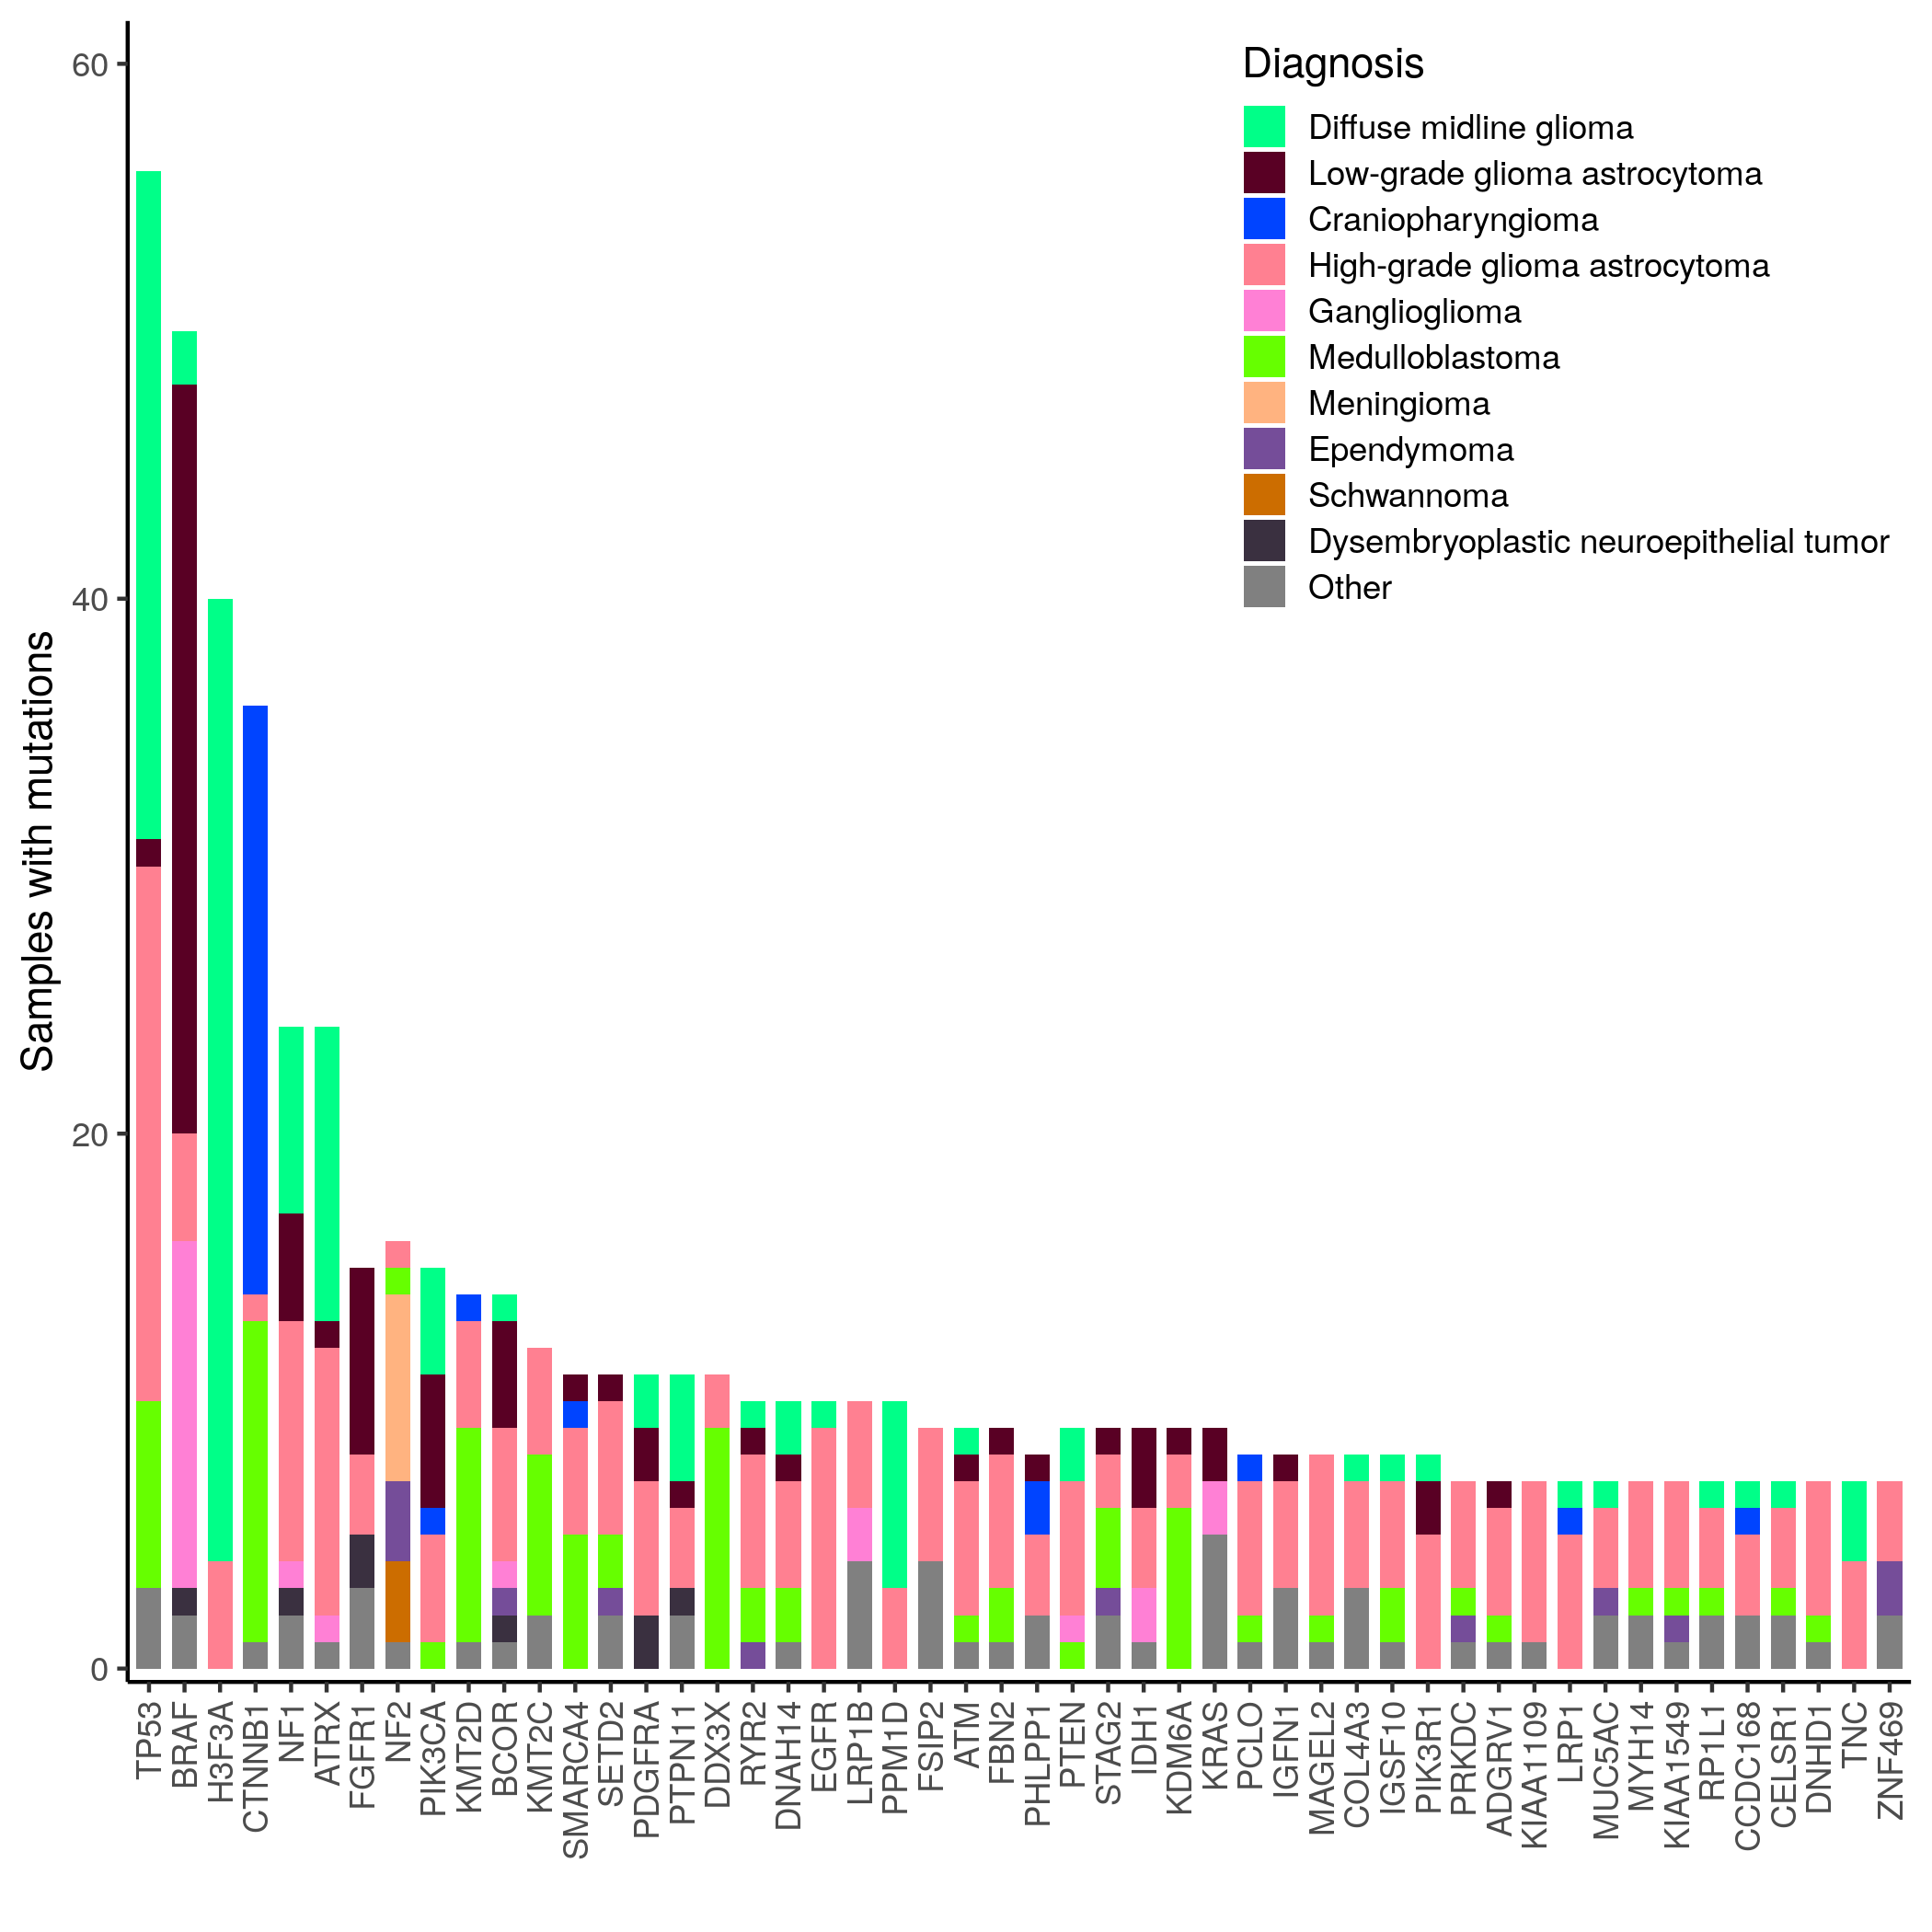 60
40
20
0
Samples with mutations
Diagnosis
Diffuse midline glioma
Low-grade glioma astrocytoma
Craniopharyngioma
High-grade glioma astrocytoma
Ganglioglioma
Medulloblastoma
Meningioma
Ependymoma
Schwannoma
Dysembryoplastic neuroepithelial tumor
Other
TP53
BRAF
H3F3A
CTNNB1
NF1
ATRX
FGFR1
NF2
PIK3CA
KMT2D
BCOR
KMT2C
SMARCA4
SETD2
PDGFRA
PTPN11
DDX3X
RYR2
DNAH14
EGFR
LRP1B
PPM1D
FSIP2
ATM
FBN2
PHLPP1
PTEN
STAG2
IDH1
KDM6A
KRAS
PCLO
IGFN1
MAGEL2
COL4A3
IGSF10
PIK3R1
PRKDC
ADGRV1
KIAA1109
LRP1
MUC5AC
MYH14
KIAA1549
RP1L1
CCDC168
CELSR1
DNHD1
TNC
ZNF469